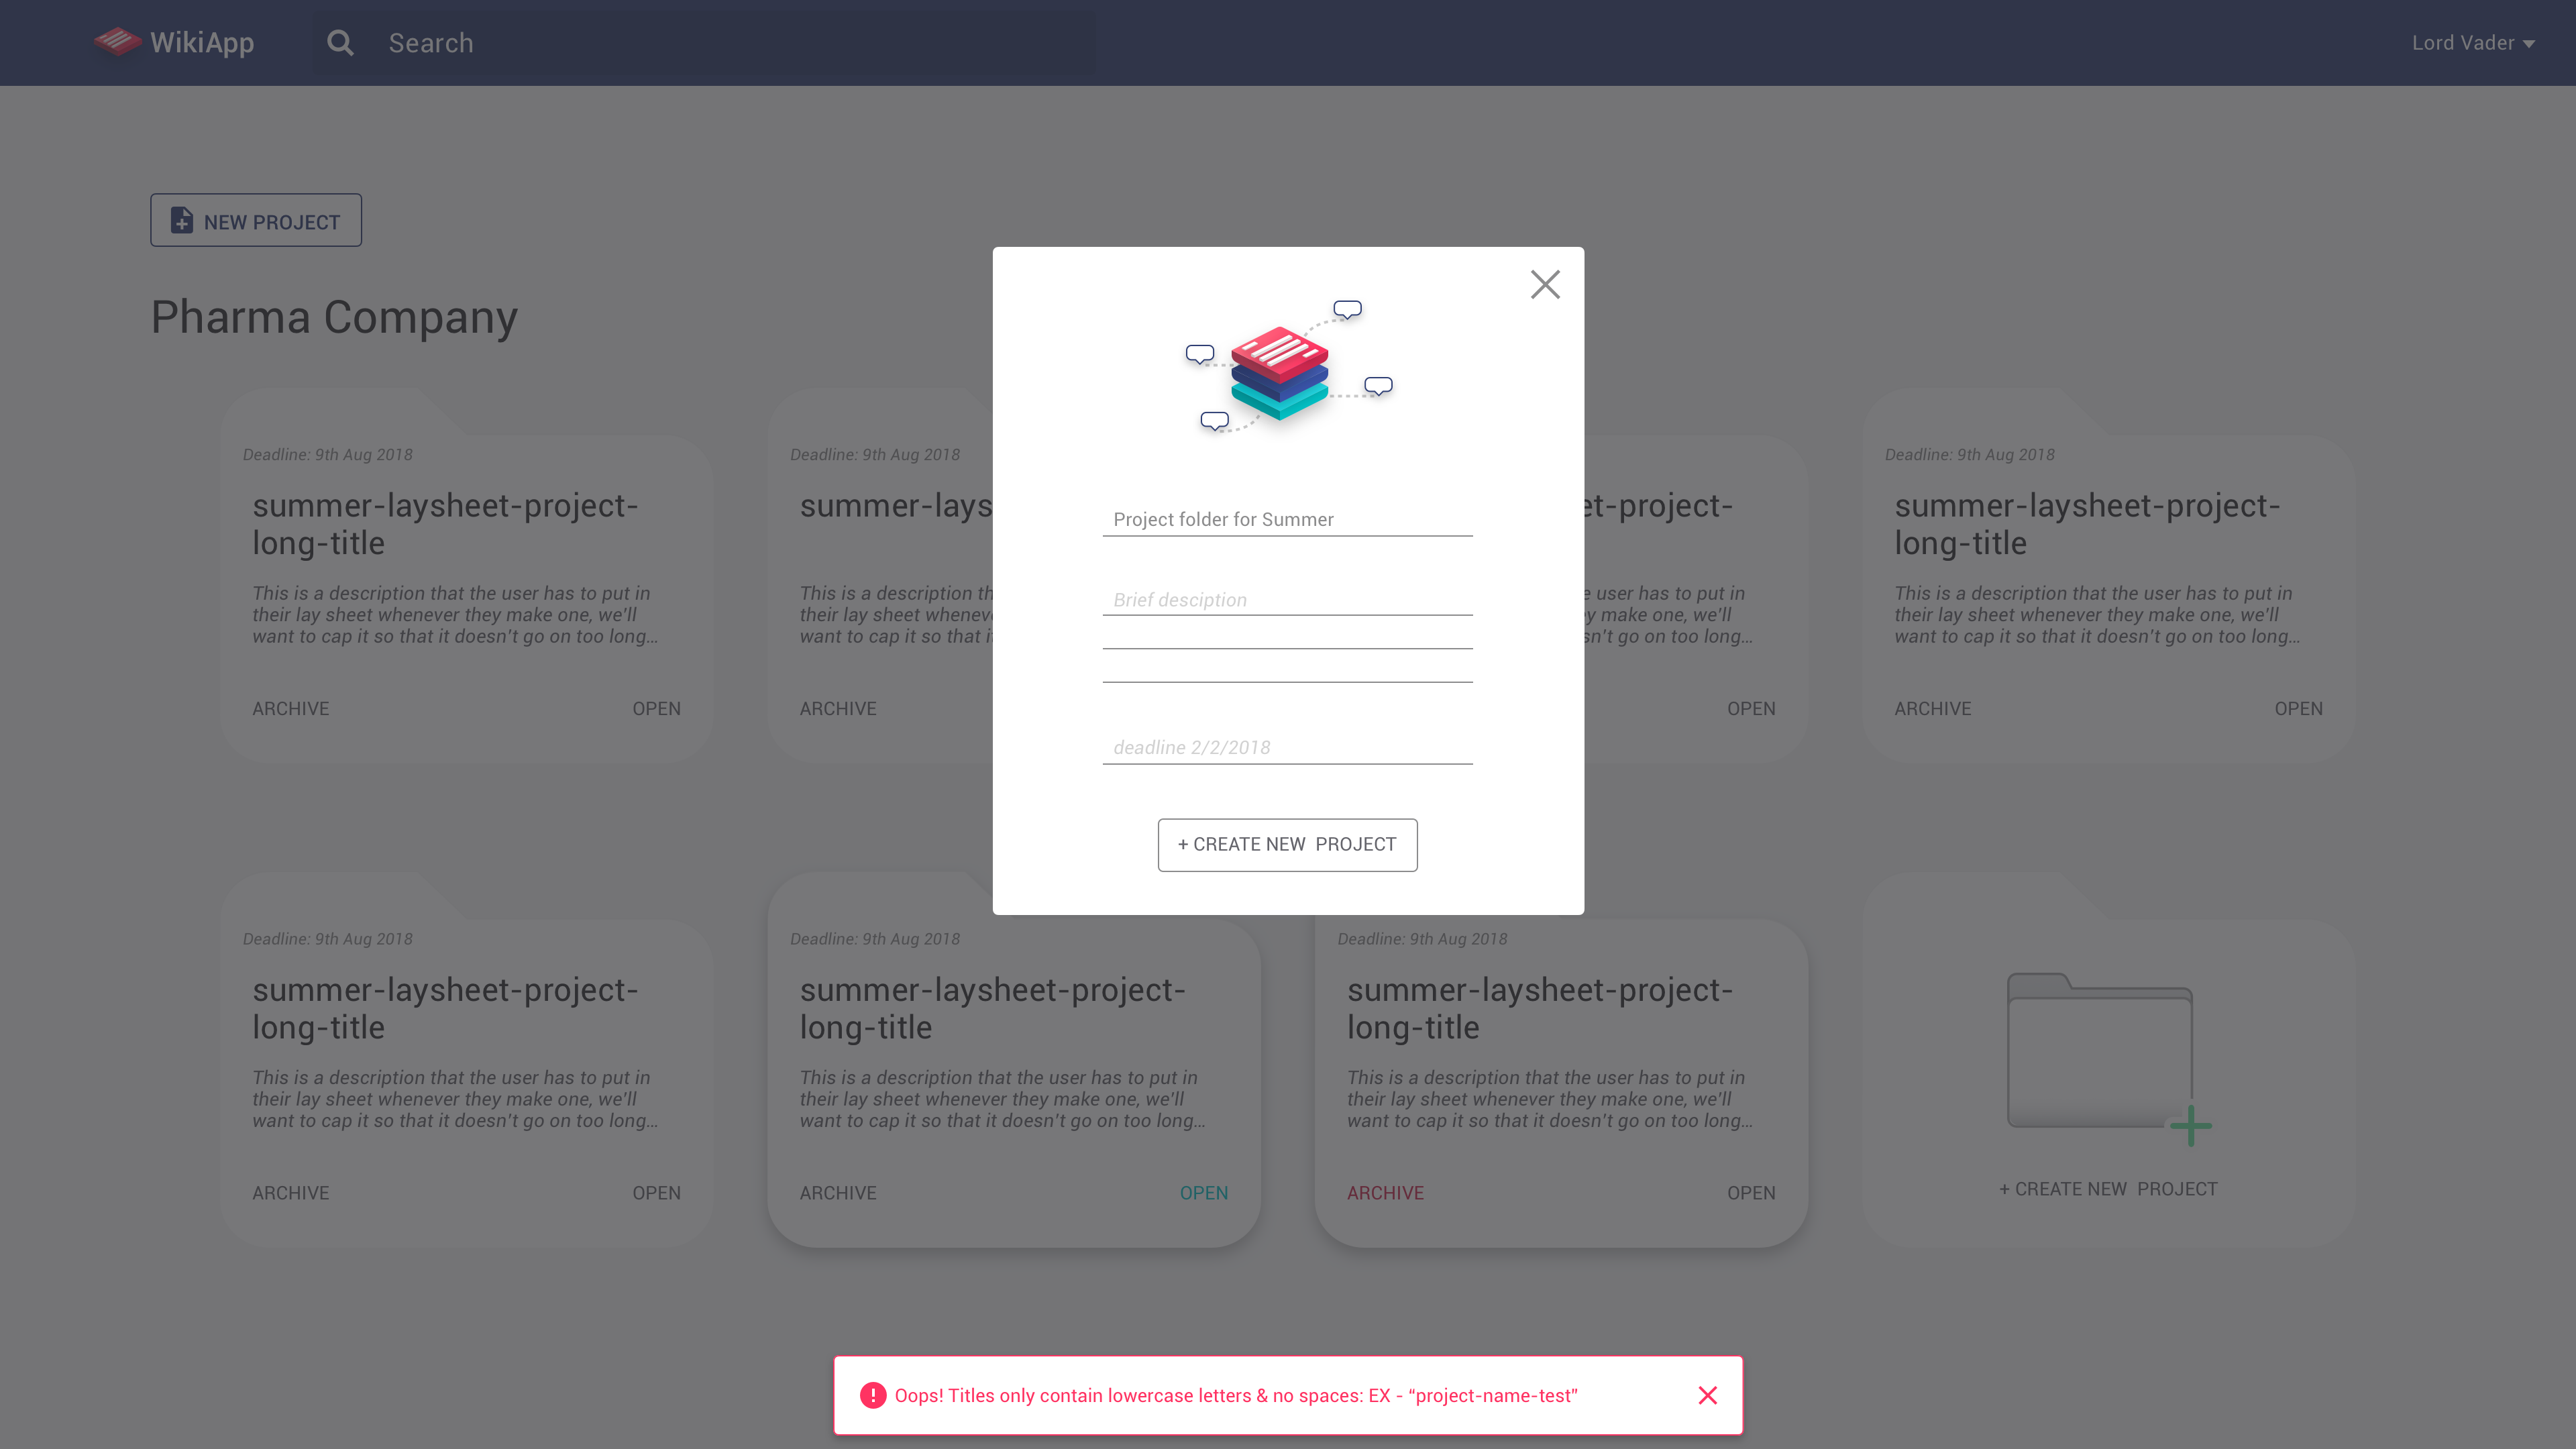 WikiApp
Search
Lord Vader
NEW PROJECT
Pharma Company
Deadline: 9th Aug 2018
summer-laysheet-project-
long-title
This is a description that the user has to put in
their lay sheet whenever they make one, we'll
want to cap it so that it doesn't go on too long...
ARCHIVE
OPEN
Deadline: 9th Aug 2018
summer-lays
This is a description th
their lay sheet whenev
want to cap it so that i
ARCHIVE
Project folder for Summer
Brief desciption
deadline 2/2/2018
+ CREATE NEW PROJECT
et-project-
e user has to put in
y make one, we'll
sn't go on too long...
OPEN
Deadline: 9th Aug 2018
summer-laysheet-project-
long-title
This is a description that the user has to put in
their lay sheet whenever they make one, we'll
want to cap it so that it doesn't go on too long...
ARCHIVE
OPEN
Deadline: 9th Aug 2018
summer-laysheet-project-
long-title
This is a description that the user has to put in
their lay sheet whenever they make one, we'll
want to cap it so that it doesn't go on too long...
ARCHIVE
OPEN
Deadline: 9th Aug 2018
summer-laysheet-project-
long-title
This is a description that the user has to put in
their lay sheet whenever they make one, we'll
want to cap it so that it doesn't go on too long...
ARCHIVE
OPEN
Deadline: 9th Aug 2018
summer-laysheet-project-
long-title
This is a description that the user has to put in
their lay sheet whenever they make one, we'll
want to cap it so that it doesn't go on too long...
ARCHIVE
OPEN
+ CREATE NEW PROJECT
Oops! Titles only contain lowercase letters & no spaces: EX - “project-name-test”